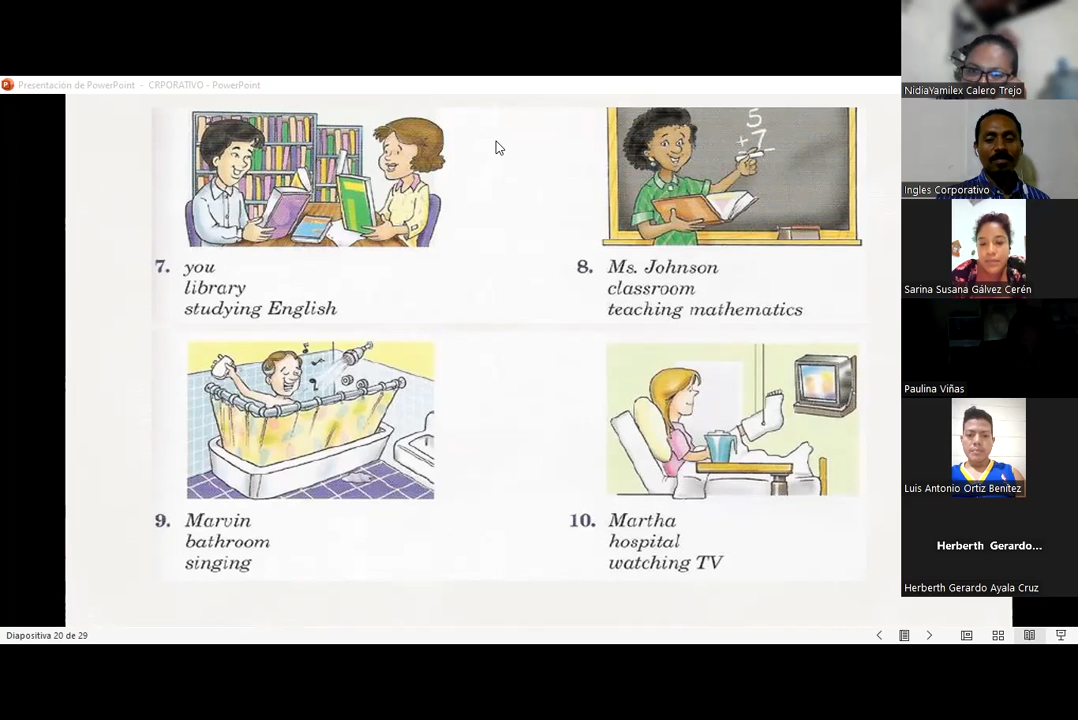 Presentación de PowerPoint - CRPORATIVO - PowerPoint
5
+7
7. you
library
studying English
8. Ms. Johnson
classroom
teaching mathematics
9. Marvin
bathroom
singing
10. Martha
hospital
watching TV
Diapositiva 20 de 29
NidiaYamilex Calero Trejo
Ingles Corporativo
Sarina Susana Gálvez Cerén
Paulina Viñas
Luis Antonio Ortiz Benítez
Herberth Gerardo...
Herberth Gerardo Ayala Cruz